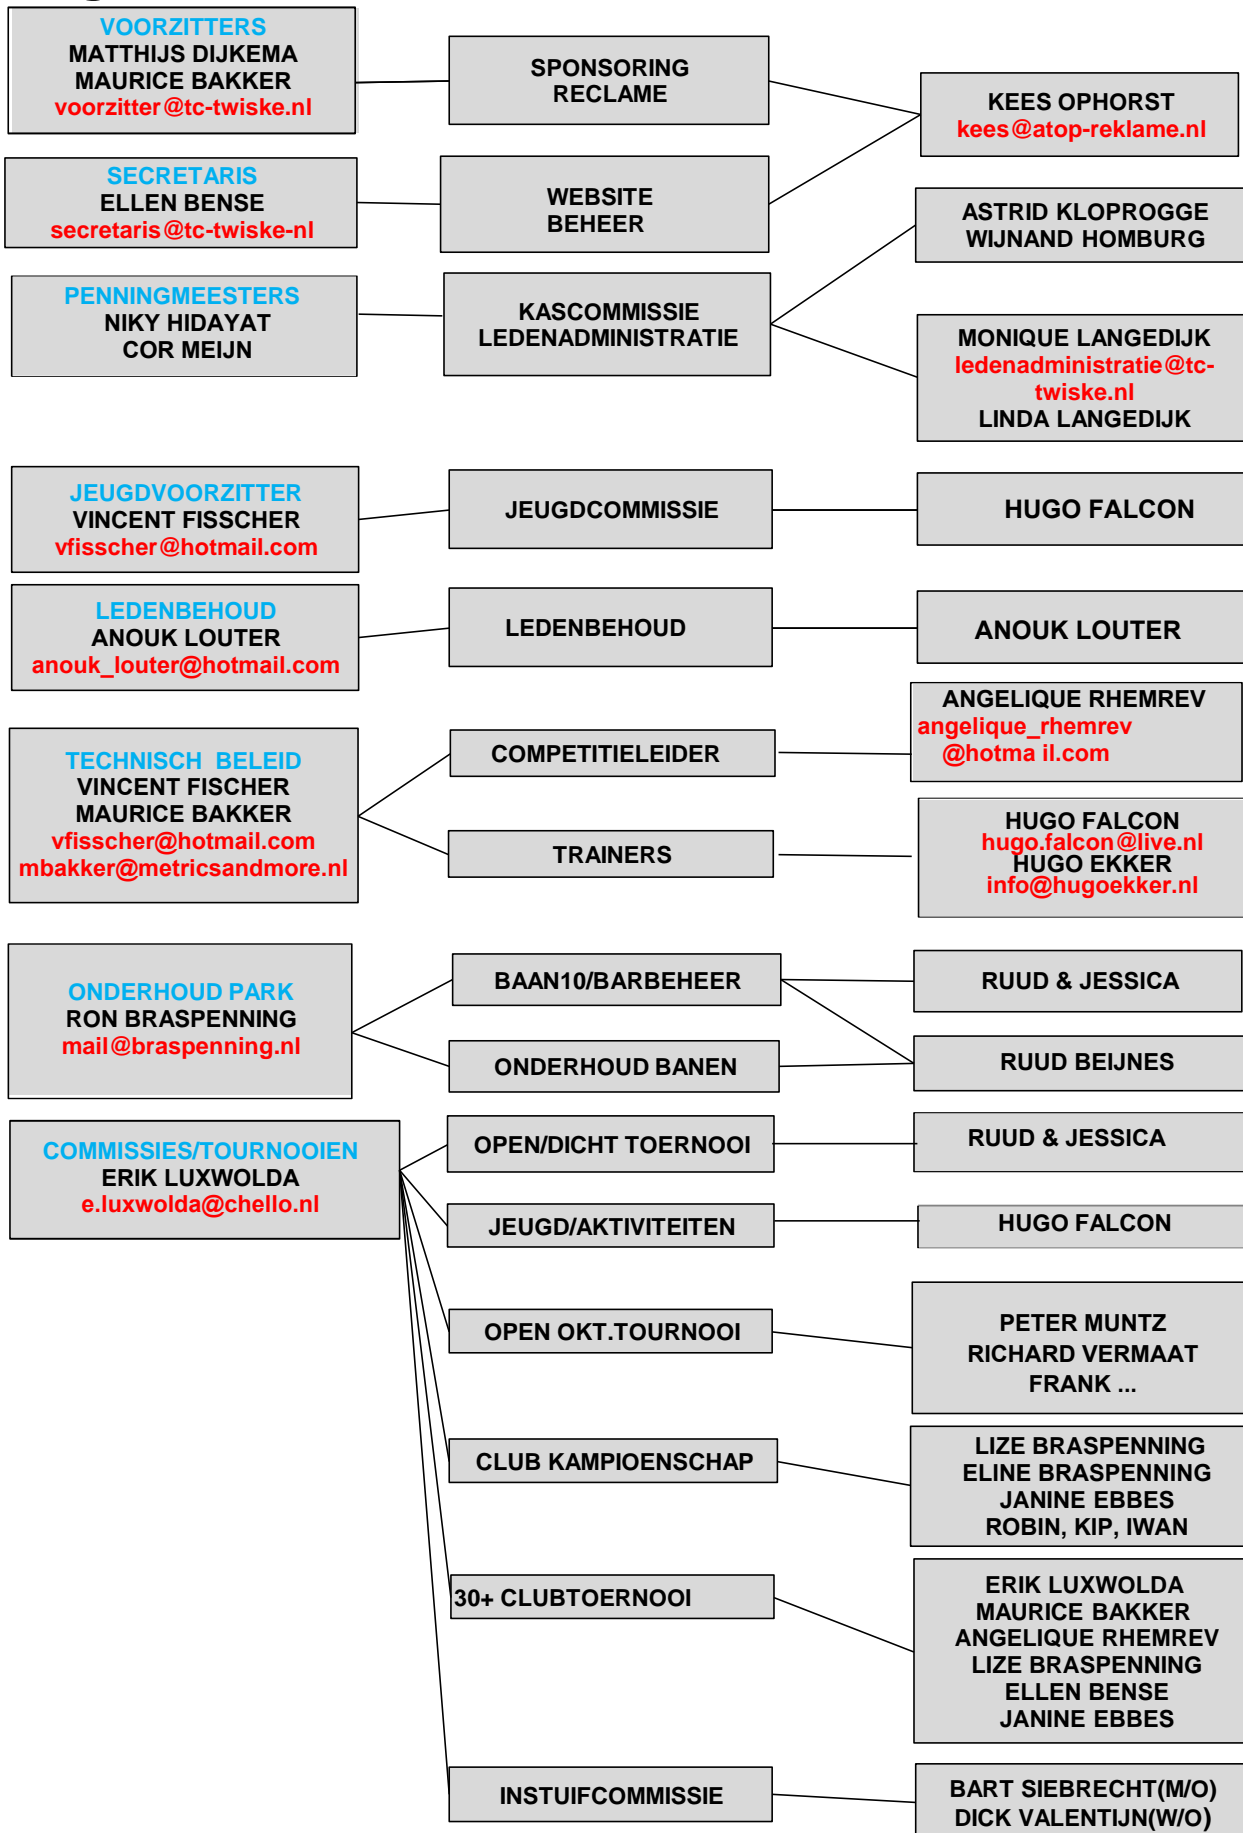 VOORZITTERS
MATTHIJS DIJKEMA
MAURICE BAKKER
voorzitter@tc-twiske.nl
SPONSORING
RECLAME
KEES OPHORST
kees@atop-reklame.nl
SECRETARIS
ELLEN BENSE
secretaris@tc-twiske-nl
WEBSITE
BEHEER
ASTRID KLOPROGGE
WIJNAND HOMBURG
PENNINGMEESTERS
NIKY HIDAYAT
COR MEIJN
KASCOMMISSIE
LEDENADMINISTRATIE
MONIQUE LANGEDIJK
ledenadministratie@tc-
twiske.nl
LINDA LANGEDIJK
JEUGDVOORZITTER
VINCENT FISSCHER
vfisscher@hotmail.com
JEUGDCOMMISSIE
HUGO FALCON
LEDENBEHOUD
ANOUK LOUTER
anouk_louter@hotmail.com
LEDENBEHOUD
ANOUK LOUTER
TECHNISCH  BELEID
VINCENT FISCHER
MAURICE BAKKER
vfisscher@hotmail.com
mbakker@metricsandmore.nl
COMPETITIELEIDER
ANGELIQUE RHEMREV
angelique_rhemrev
@hotma il.com
TRAINERS
HUGO FALCON
hugo.falcon@live.nl
HUGO EKKER
info@hugoekker.nl
ONDERHOUD PARK
RON BRASPENNING
mail@braspenning.nl
BAAN10/BARBEHEER
RUUD & JESSICA
ONDERHOUD BANEN
RUUD BEIJNES
COMMISSIES/TOURNOOIEN
ERIK LUXWOLDA
e.luxwolda@chello.nl
OPEN/DICHT TOERNOOI
RUUD & JESSICA
JEUGD/AKTIVITEITEN
HUGO FALCON
OPEN OKT.TOURNOOI
PETER MUNTZ
RICHARD VERMAAT
FRANK ...
CLUB KAMPIOENSCHAP
LIZE BRASPENNING
ELINE BRASPENNING
JANINE EBBES
ROBIN, KIP, IWAN
30+ CLUBTOERNOOI
ERIK LUXWOLDA
MAURICE BAKKER
ANGELIQUE RHEMREV
LIZE BRASPENNING
ELLEN BENSE
JANINE EBBES
INSTUIFCOMMISSIE
BART SIEBRECHT(M/O)
DICK VALENTIJN(W/O)